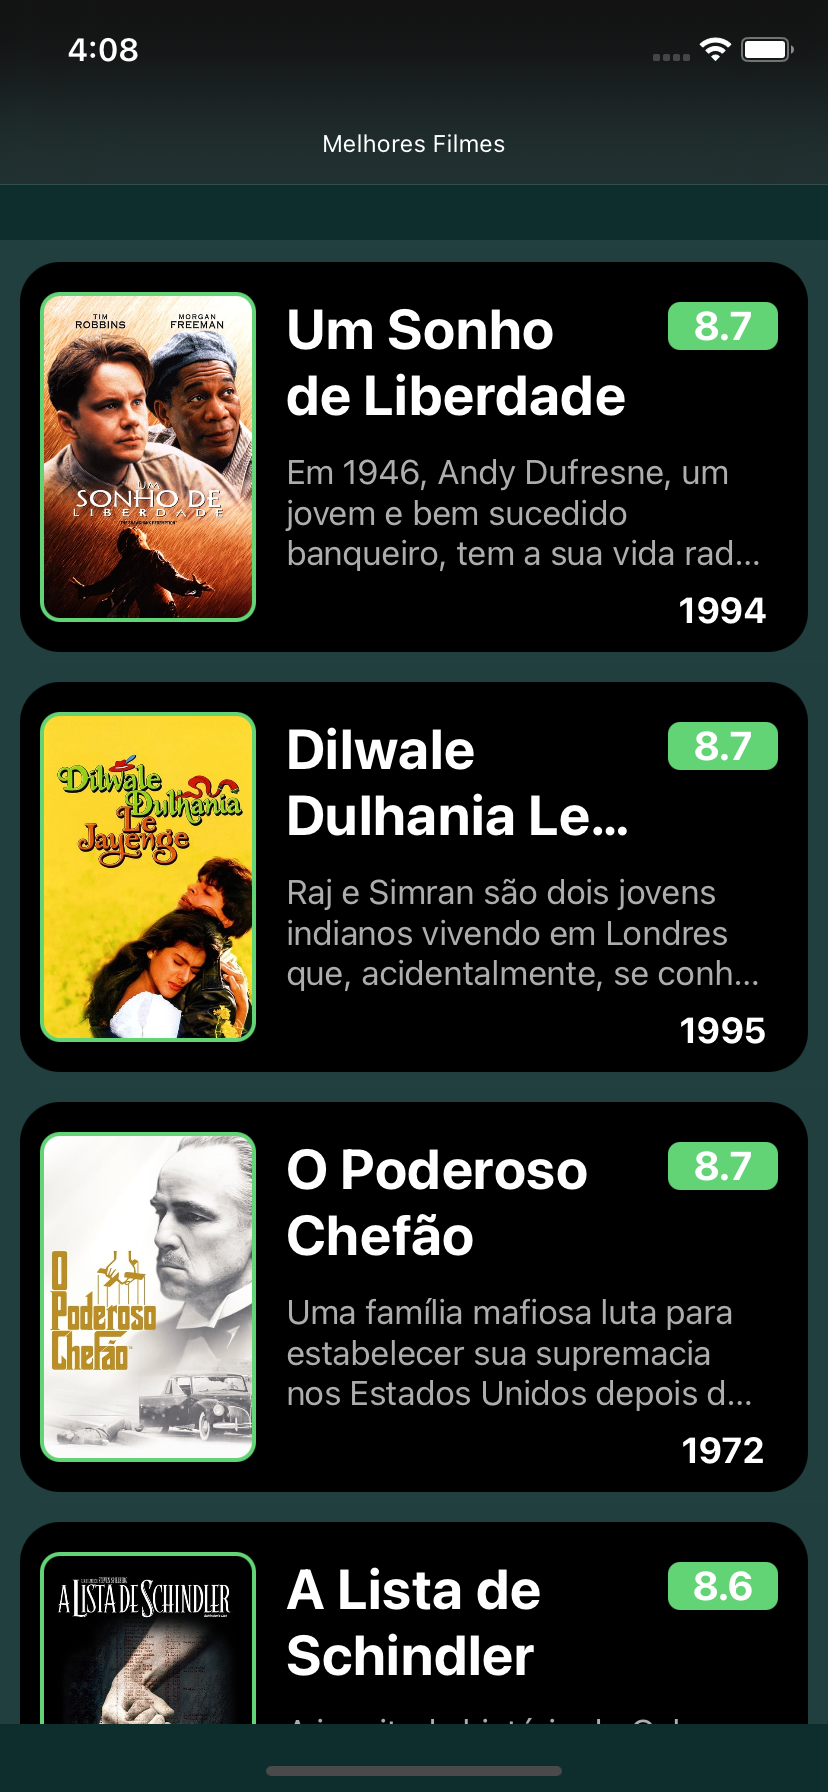 4:08
Melhores Filmes
TIM ROBBINS
MORGAN FREEMAN
UM
SONHO DE
LIBERDADE
Um Sonho
de Liberdade
8.7
Em 1946, Andy Dufresne, um
jovem e bem sucedido
banqueiro, tem a sua vida rad...
1994
Dilwale
Dulhania
Le
Jayenge
Dilwale
Dulhania Le...
8.7
Raj e Simran são dois jovens
indianos vivendo em Londres
que, acidentalmente, se conh...
1995
O
Poderoso
Chefão
O Poderoso
Chefão
8.7
Uma família mafiosa luta para
estabelecer sua supremacia
nos Estados Unidos depois d...
1972
A LISTA DE SCHINDLER
A Lista de
Schindler
8.6